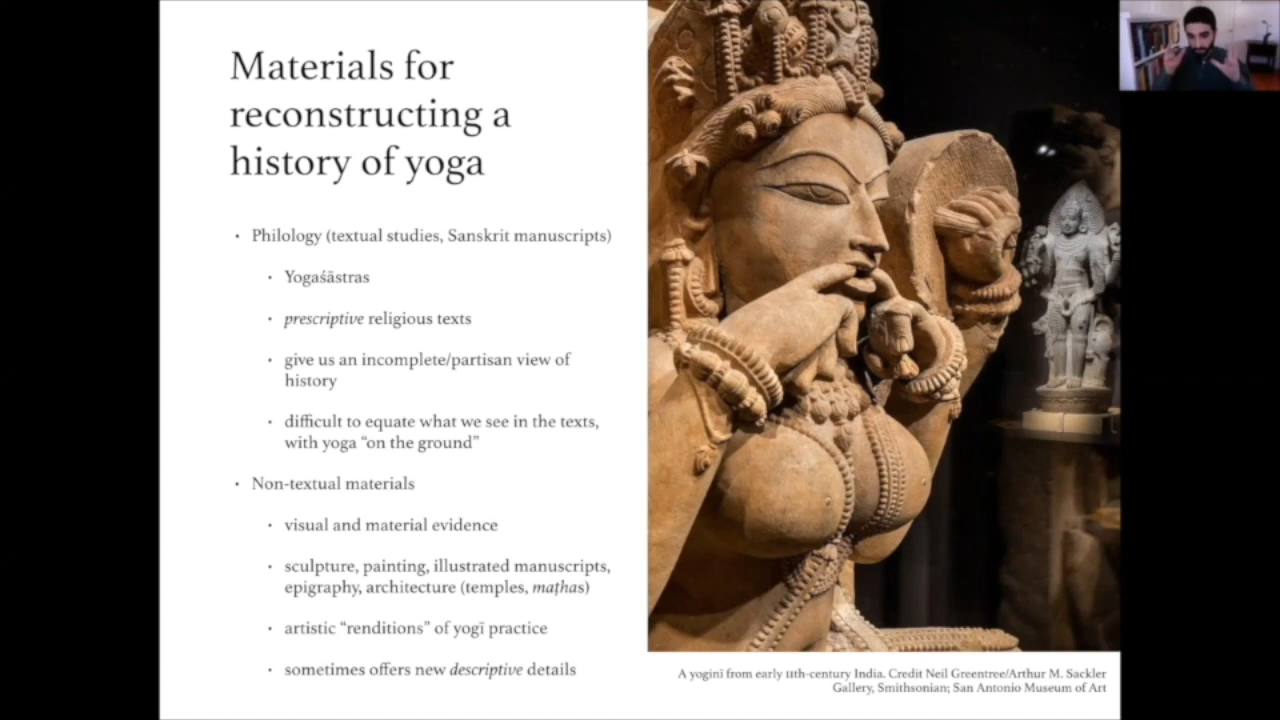 Materials for
reconstructing a
history of yoga
• Philology (textual studies, Sanskrit manuscripts)
• Yogaśāstras
• prescriptive religious texts
• give us an incomplete/partisan view of
history
• difficult to equate what we see in the texts,
with yoga “on the ground”
• Non-textual materials
• visual and material evidence
• sculpture, painting, illustrated manuscripts,
epigraphy, architecture (temples, maṭhas)
• artistic “renditions” of yogī practice
• sometimes offers new descriptive details
A yoginī from early 11th-century India. Credit Neil Greentree/Arthur M. Sackler
Gallery, Smithsonian; San Antonio Museum of Art